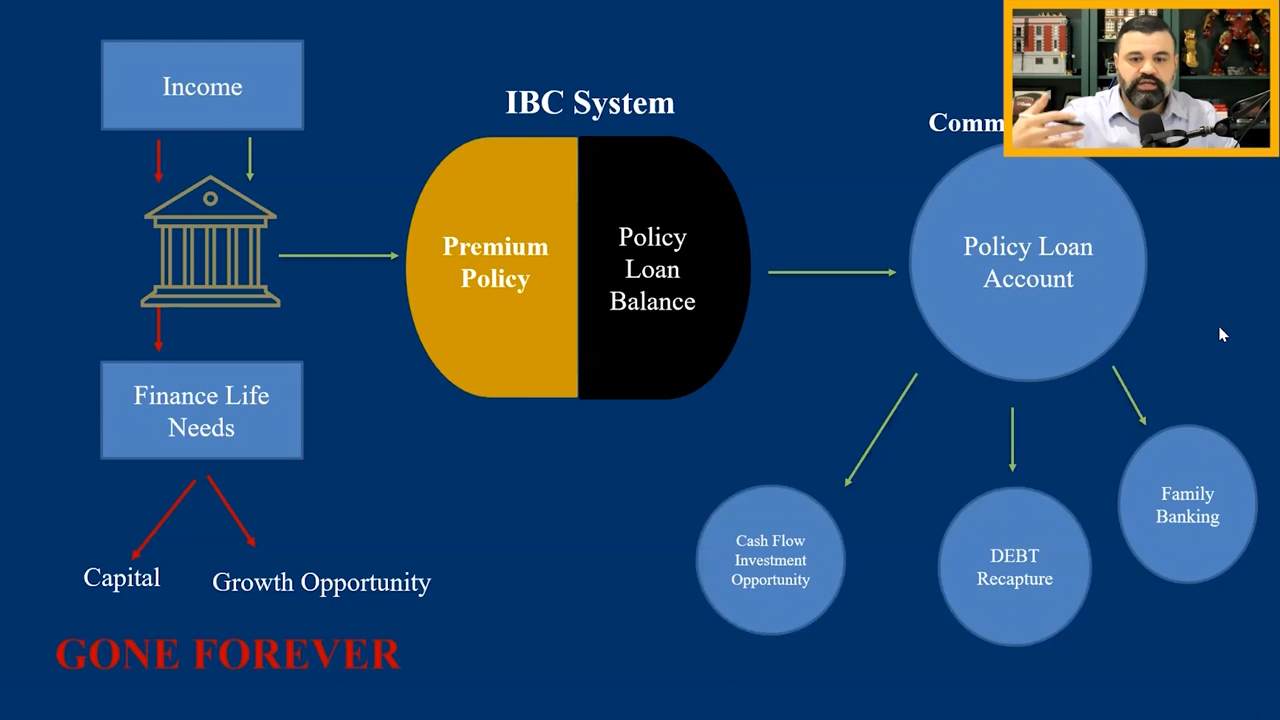 Income
IBC System
Comm
Premium
Policy
Policy
Loan
Balance
Policy Loan
Account
Finance Life
Needs
Capital
Growth Opportunity
GONE FOREVER
Cash Flow
Investment
Opportunity
DEBT
Recapture
Family
Banking